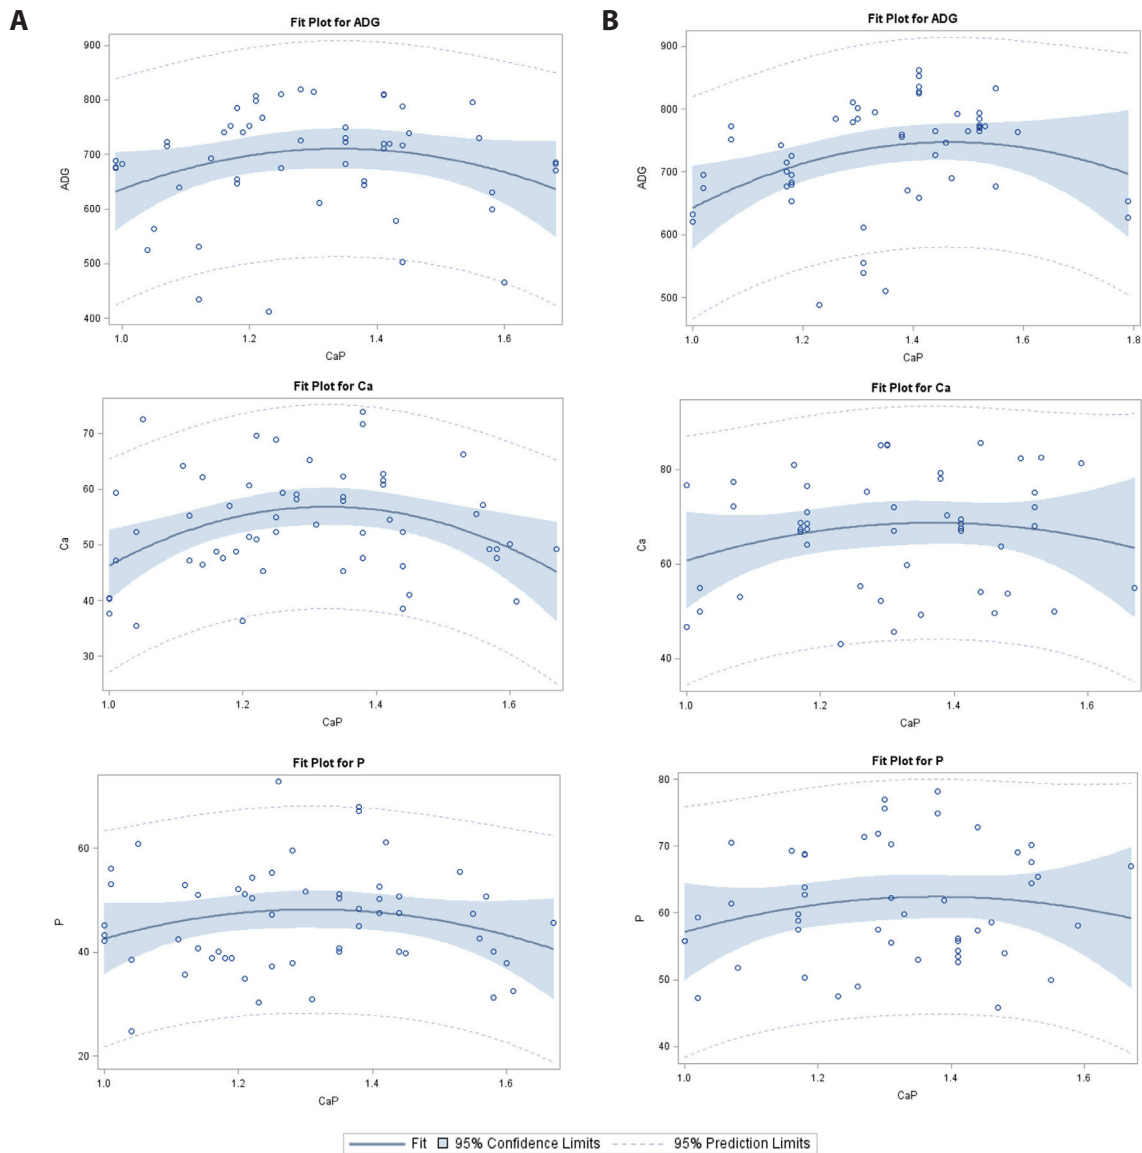 A
Fit Plot for ADG
900
800
700
600
500
400
ADG
1.0 1.2 1.4 1.6
CaP
B
Fit Plot for ADG
900
800
700
600
500
ADG
1.0 1.2 1.4 1.6 1.8
CaP
Fit Plot for Ca
70
60
50
40
30
Ca
1.0 1.2 1.4 1.6
CaP
Fit Plot for Ca
80
60
40
Ca
1.0 1.2 1.4 1.6
CaP
Fit Plot for P
60
40
20
P
1.0 1.2 1.4 1.6
CaP
Fit Plot for P
80
70
60
50
40
P
1.0 1.2 1.4 1.6
CaP
Fit 95% Confidence Limits 95% Prediction Limits